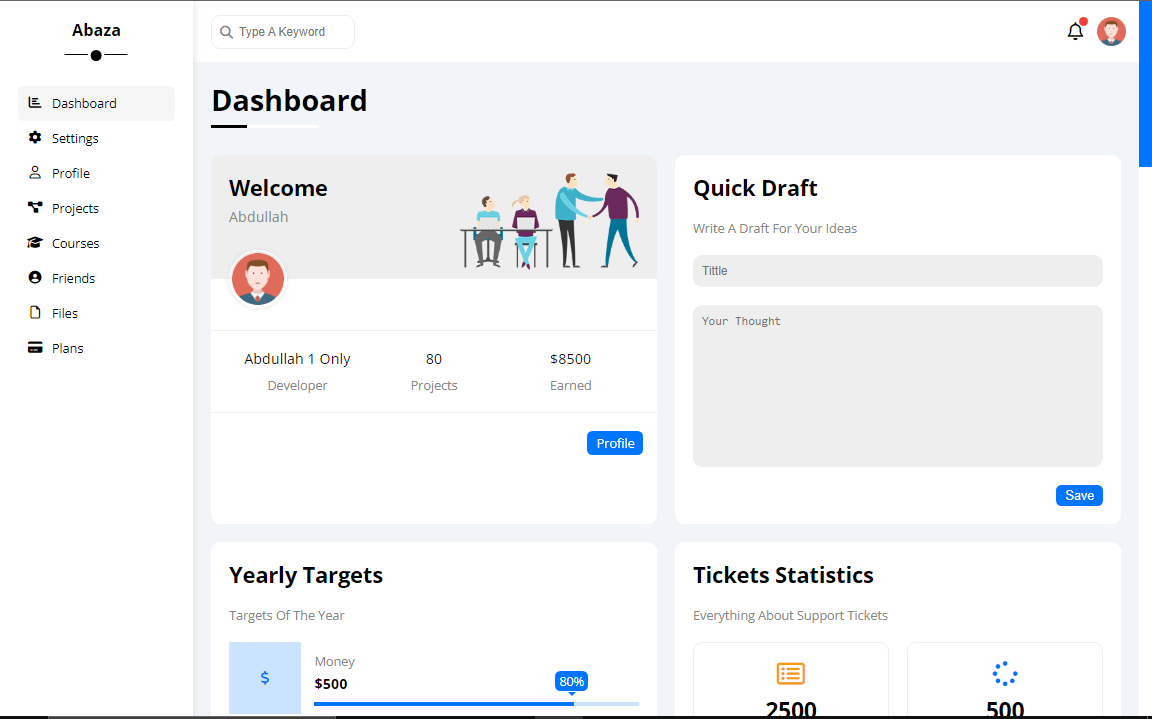 Abaza
Type A Keyword
Dashboard
Settings
Profile
Projects
Courses
Friends
Files
Plans
Dashboard
Welcome
Abdullah
Abdullah 1 Only
Developer
80
Projects
$8500
Earned
Profile
Quick Draft
Write A Draft For Your Ideas
Tittle
Your Thought
Save
Yearly Targets
Targets Of The Year
$
Money
$500
80%
Tickets Statistics
Everything About Support Tickets
2500
500